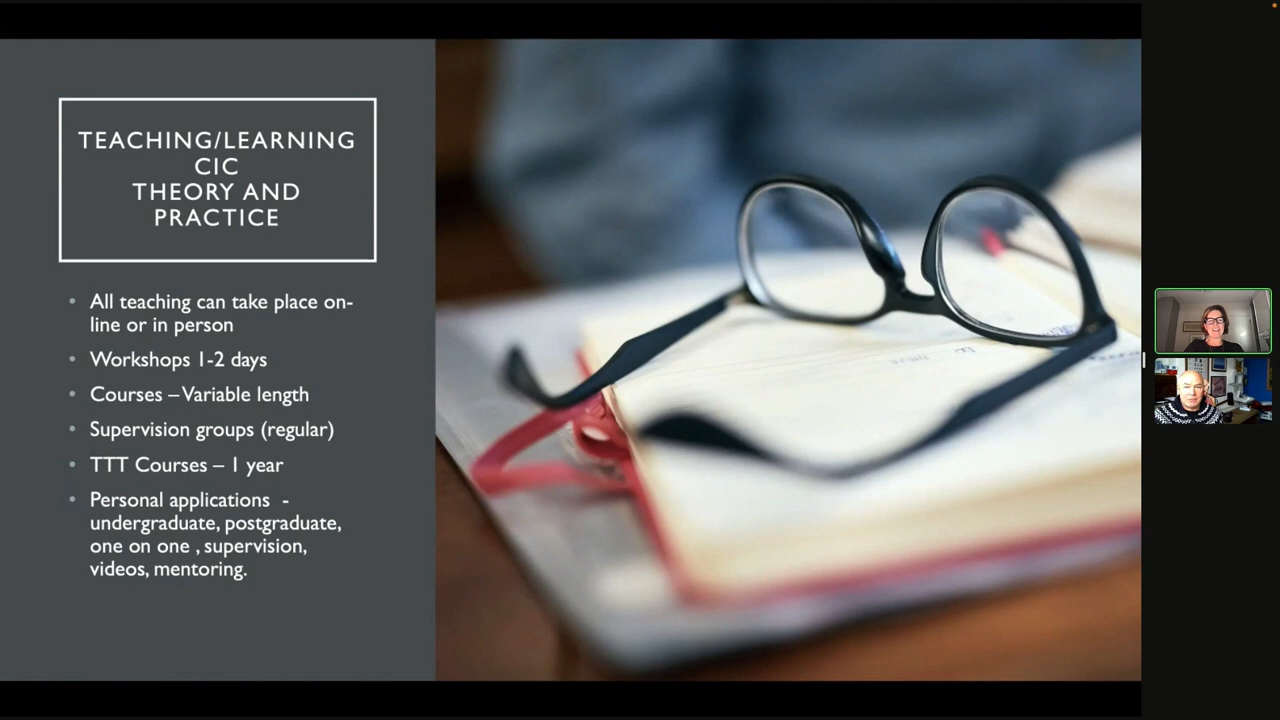 TEACHING/LEARNING
CIC
THEORY AND
PRACTICE
• All teaching can take place on-
line or in person
• Workshops 1-2 days
• Courses – Variable length
• Supervision groups (regular)
• TTT Courses – 1 year
• Personal applications -
undergraduate, postgraduate,
one on one , supervision,
videos, mentoring.